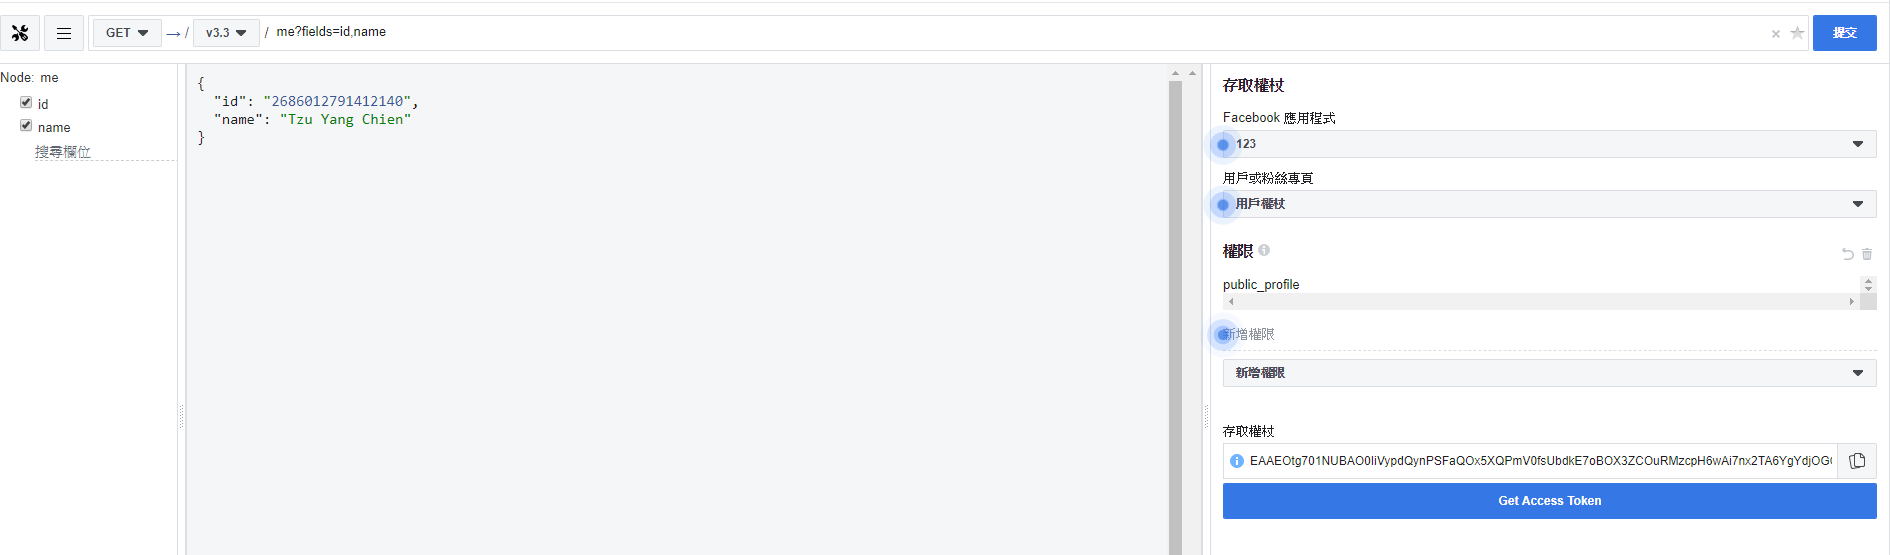 GET → / v3.3 / me?fields=id,name 提交
Node: me
id
name
搜尋欄位
{
"id": "2686012791412140",
"name": "Tzu Yang Chien"
}
存取權杖
Facebook 應用程式
123
用戶或粉絲專頁
用戶權杖
權限
public_profile
新增權限
新增權限
存取權杖
Get Access Token